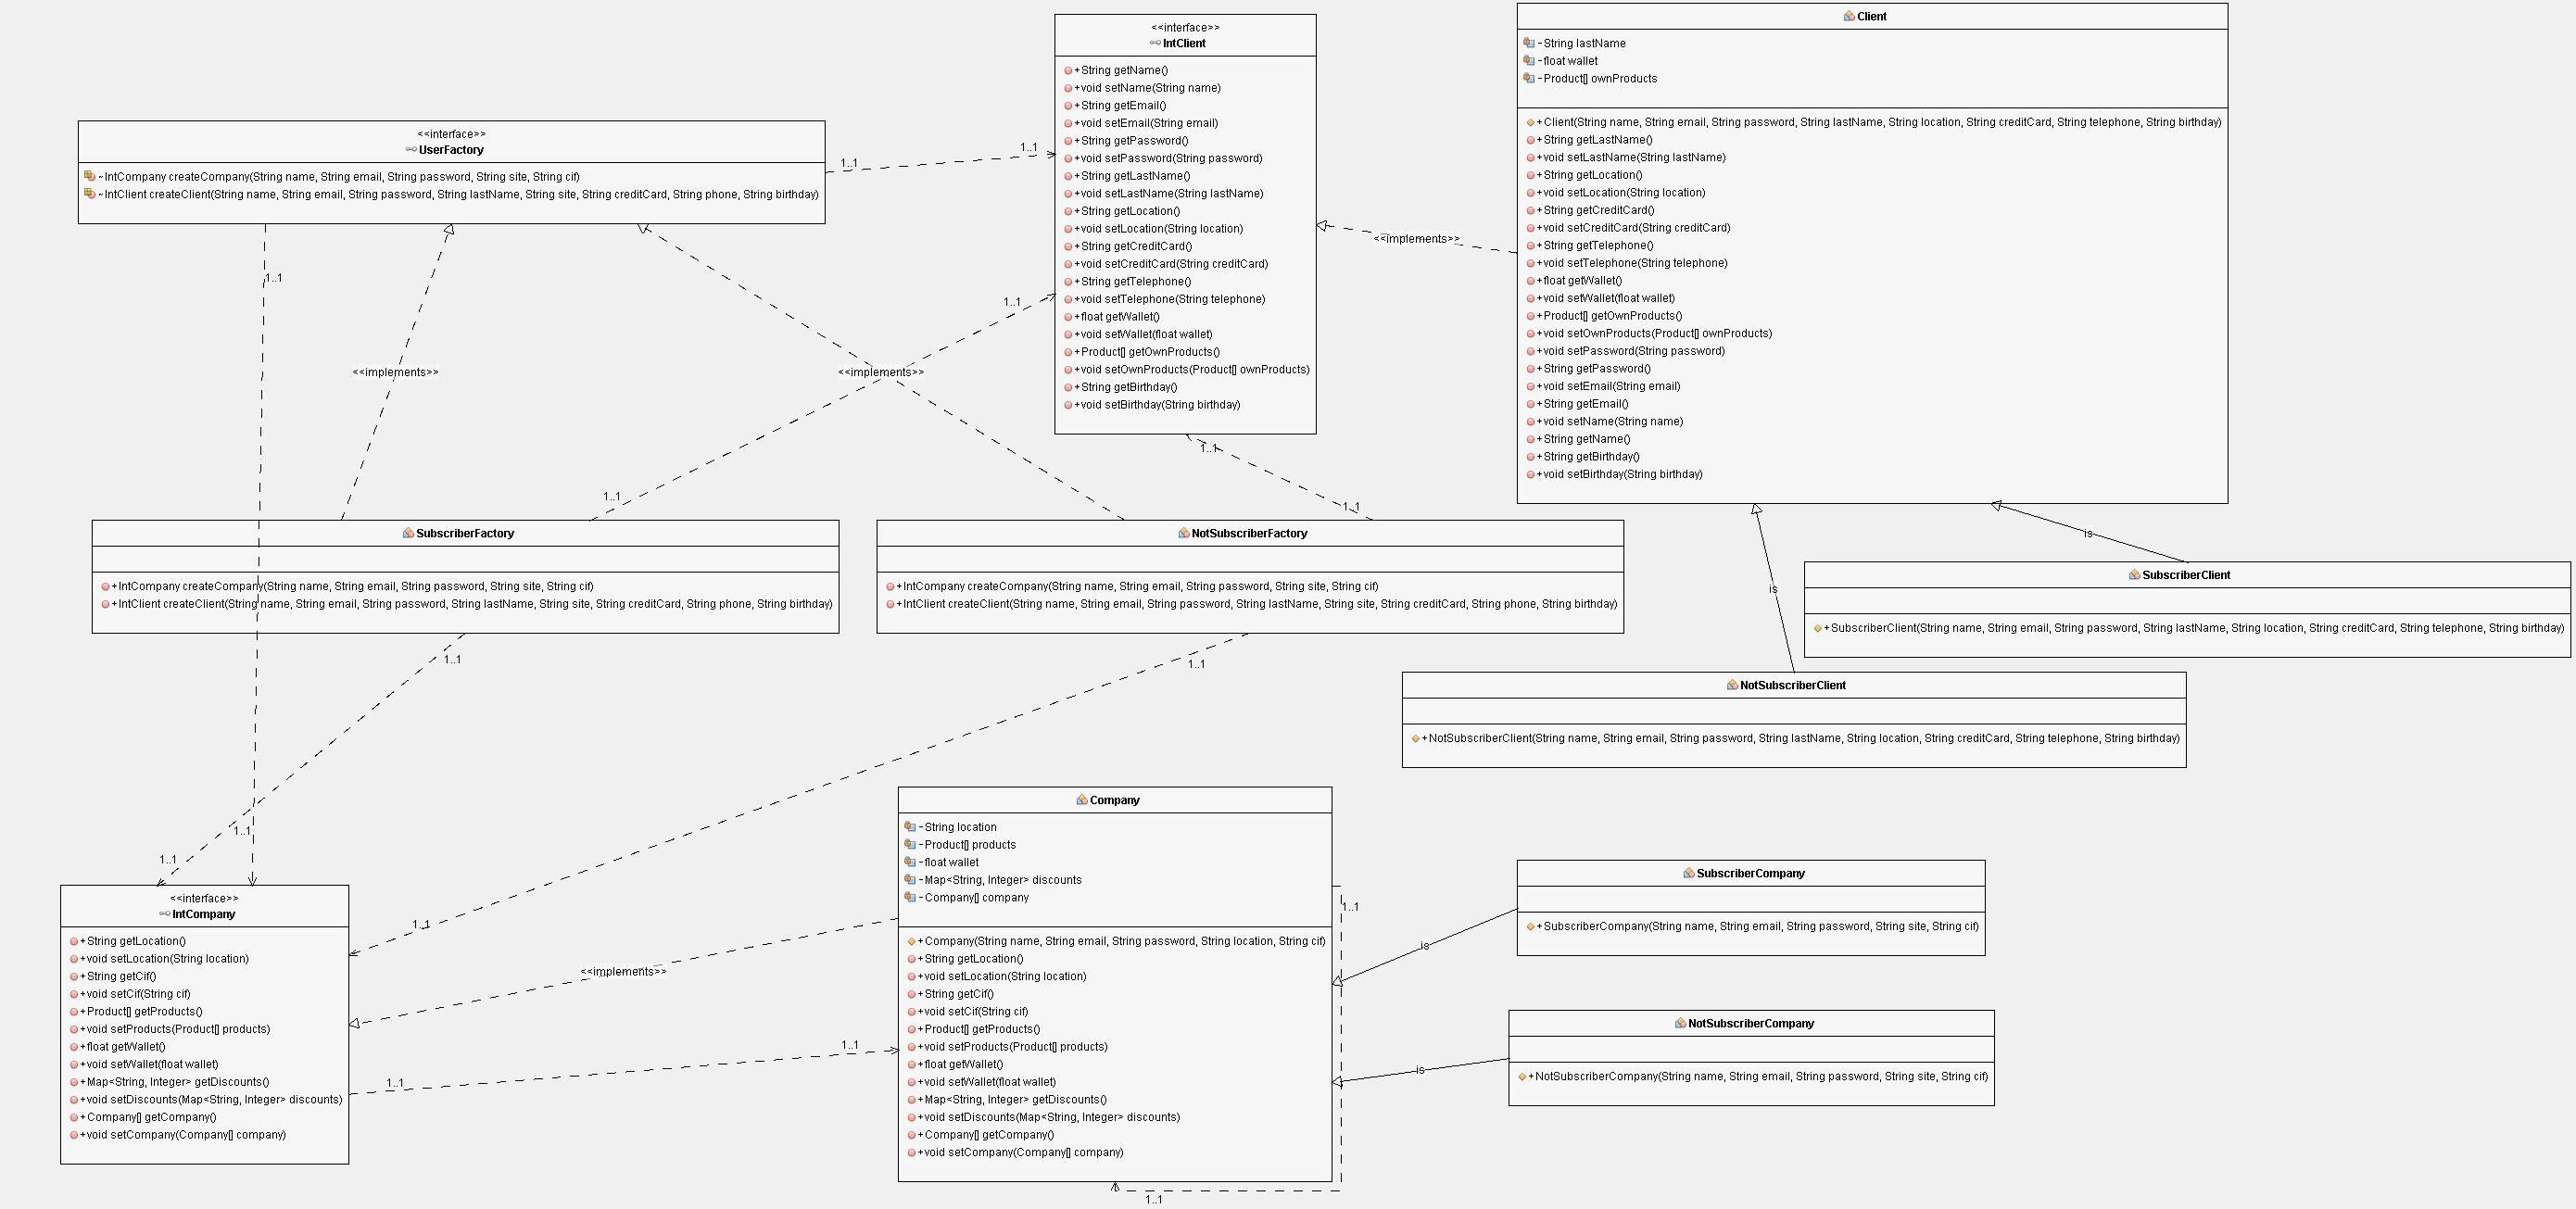 <<interface>>
UserFactory
~IntCompany createCompany(String name, String email, String password, String site, String cif)
~IntClient createClient(String name, String email, String password, String lastName, String site, String creditCard, String phone, String birthday)
1..1
1..1
<<interface>>
IntClient
+String getName()
+void setName(String name)
+String getEmail()
+void setEmail(String email)
+String getPassword()
+void setPassword(String password)
+String getLastName()
+void setLastName(String lastName)
+String getLocation()
+void setLocation(String location)
+String getCreditCard()
+void setCreditCard(String creditCard)
+String getTelephone()
+void setTelephone(String telephone)
+float getWallet()
+void setWallet(float wallet)
+Product[] getOwnProducts()
+void setOwnProducts(Product[] ownProducts)
+String getBirthday()
+void setBirthday(String birthday)
<<implements>>
Client
-String lastName
-float wallet
-Product[] ownProducts
+Client(String name, String email, String password, String lastName, String location, String creditCard, String telephone, String birthday)
+String getLastName()
+void setLastName(String lastName)
+String getLocation()
+void setLocation(String location)
+String getCreditCard()
+void setCreditCard(String creditCard)
+String getTelephone()
+void setTelephone(String telephone)
+float getWallet()
+void setWallet(float wallet)
+Product[] getOwnProducts()
+void setOwnProducts(Product[] ownProducts)
+void setPassword(String password)
+String getPassword()
+void setEmail(String email)
+String getEmail()
+void setName(String name)
+String getName()
+String getBirthday()
+void setBirthday(String birthday)
1..1
1..1
<<implements>>
<<implements>>
1..1
1..1
1..1
SubscriberFactory
+IntCompany createCompany(String name, String email, String password, String site, String cif)
+IntClient createClient(String name, String email, String password, String lastName, String site, String creditCard, String phone, String birthday)
NotSubscriberFactory
+IntCompany createCompany(String name, String email, String password, String site, String cif)
+IntClient createClient(String name, String email, String password, String lastName, String site, String creditCard, String phone, String birthday)
is
is
SubscriberClient
+SubscriberClient(String name, String email, String password, String lastName, String location, String creditCard, String telephone, String birthday)
NotSubscriberClient
+NotSubscriberClient(String name, String email, String password, String lastName, String location, String creditCard, String telephone, String birthday)
1..1
1..1
1..1
1..1
1..1
<<interface>>
IntCompany
+String getLocation()
+void setLocation(String location)
+String getCif()
+void setCif(String cif)
+Product[] getProducts()
+void setProducts(Product[] products)
+float getWallet()
+void setWallet(float wallet)
+Map<String, Integer> getDiscounts()
+void setDiscounts(Map<String, Integer> discounts)
+Company[] getCompany()
+void setCompany(Company[] company)
<<implements>>
1..1
1..1
Company
-String location
-Product[] products
-float wallet
-Map<String, Integer> discounts
-Company[] company
+Company(String name, String email, String password, String location, String cif)
+String getLocation()
+void setLocation(String location)
+String getCif()
+void setCif(String cif)
+Product[] getProducts()
+void setProducts(Product[] products)
+float getWallet()
+void setWallet(float wallet)
+Map<String, Integer> getDiscounts()
+void setDiscounts(Map<String, Integer> discounts)
+Company[] getCompany()
+void setCompany(Company[] company)
1..1
1..1
is
is
SubscriberCompany
+SubscriberCompany(String name, String email, String password, String site, String cif)
NotSubscriberCompany
+NotSubscriberCompany(String name, String email, String password, String site, String cif)